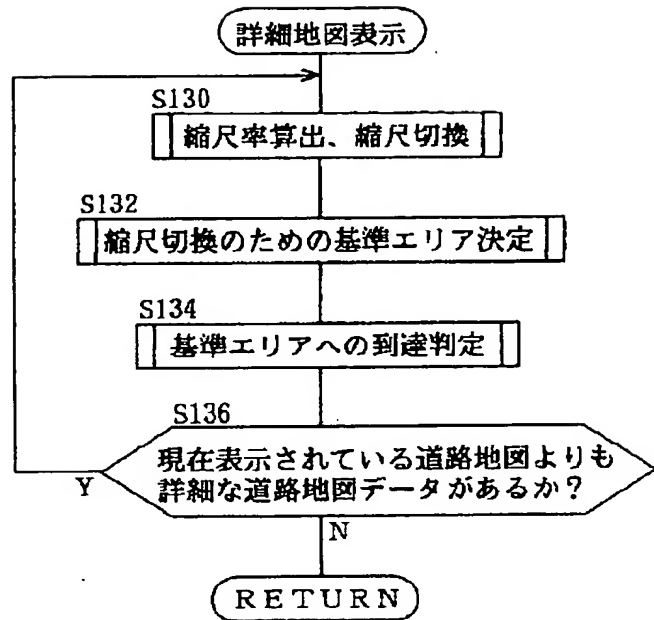 詳細地図表示
S130
縮尺率算出、縮尺切換
S132
縮尺切換のための基準エリア決定
S134
基準エリアへの到達判定
S136
現在表示されている道路地図よりも
詳細な道路地図データがあるか？
Y
N
RETURN